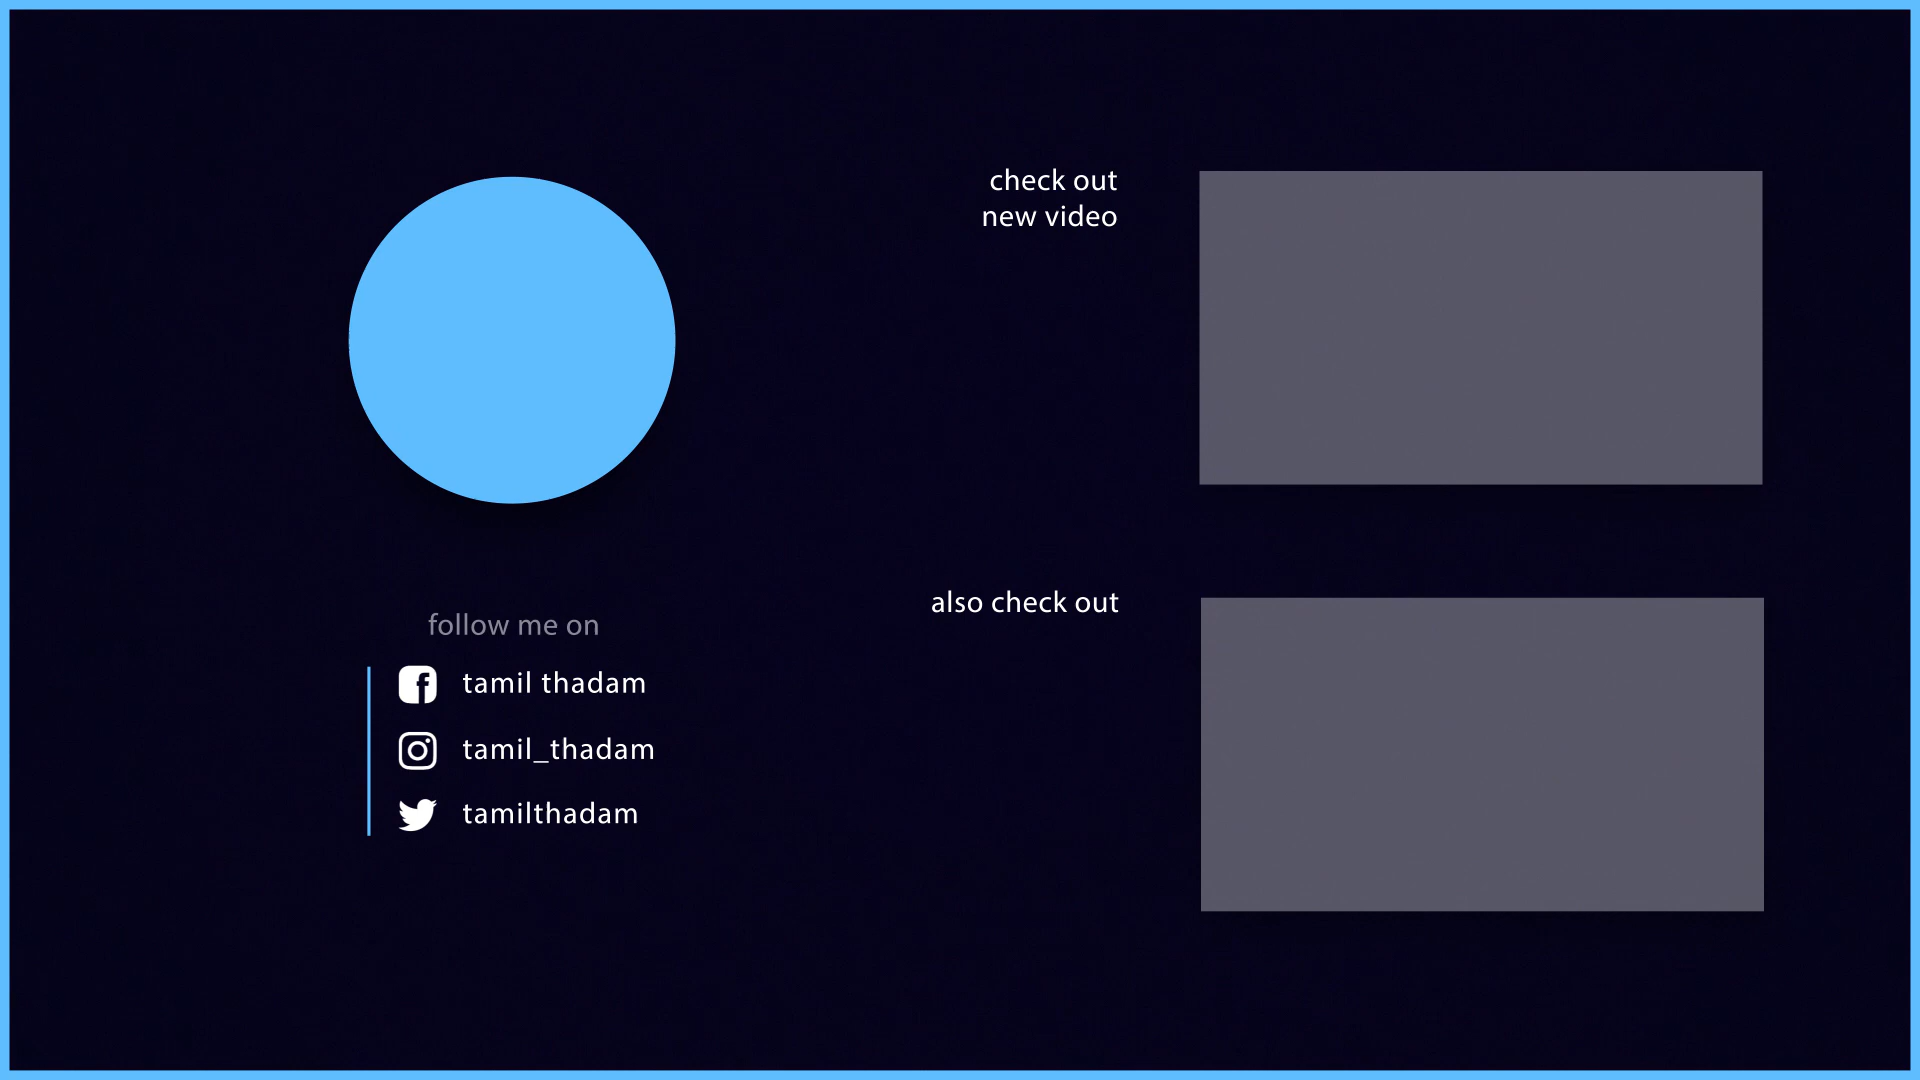 check out
new video
also check out
follow me on
tamil thadam
tamil_thadam
tamilthadam